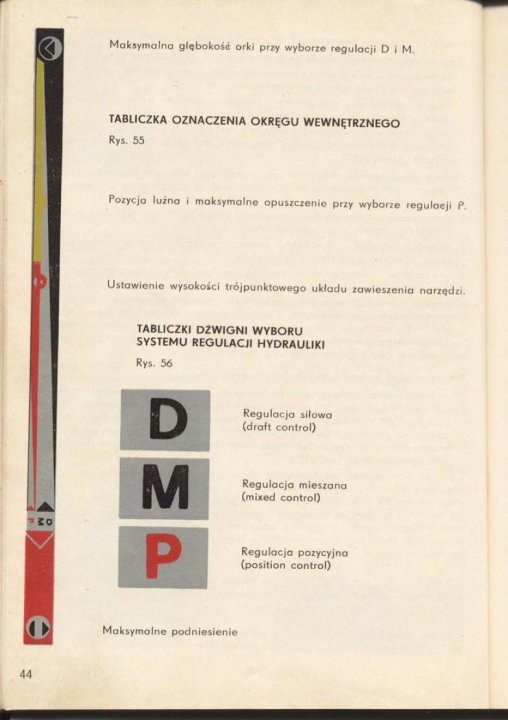 Maksymalna głębokość orki przy wyborze regulacji D i M.
TABLICZKA OZNACZENIA OKRĘGU WEWNĘTRZNEGO
Rys. 55
Pozycja luźna i maksymalne opuszczenie przy wyborze regulacji P.
Ustawienie wysokości trójpunktowego układu zawieszenia narzędzi.
TABLICZKI DŹWIGNI WYBORU
SYSTEMU REGULACJI HYDRAULIKI
Rys. 56
D
Regulacja siłowa
(draft control)
M
Regulacja mieszana
(mixed control)
P
Regulacja pozycyjna
(position control)
P
DM
Maksymalne podniesienie
44